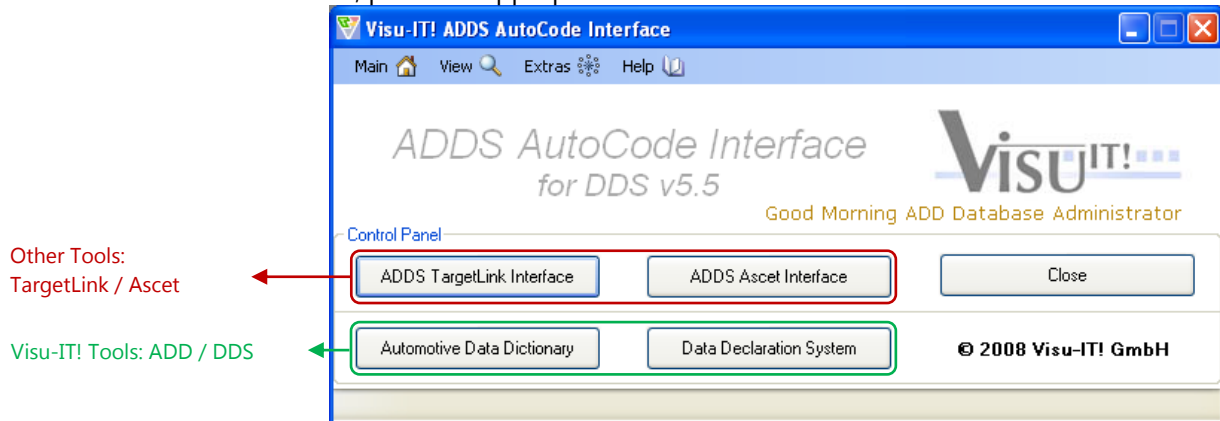 Visu-IT! ADDS AutoCode Interface
Main View Extras Help
ADDS AutoCode Interface
for DDS v5.5
VISUIT!
Good Morning ADD Database Administrator
Control Panel
Other Tools:
TargetLink / Ascet
ADDS TargetLink Interface ADDS Ascet Interface Close
Visu-IT! Tools: ADD / DDS
Automotive Data Dictionary Data Declaration System © 2008 Visu-IT! GmbH